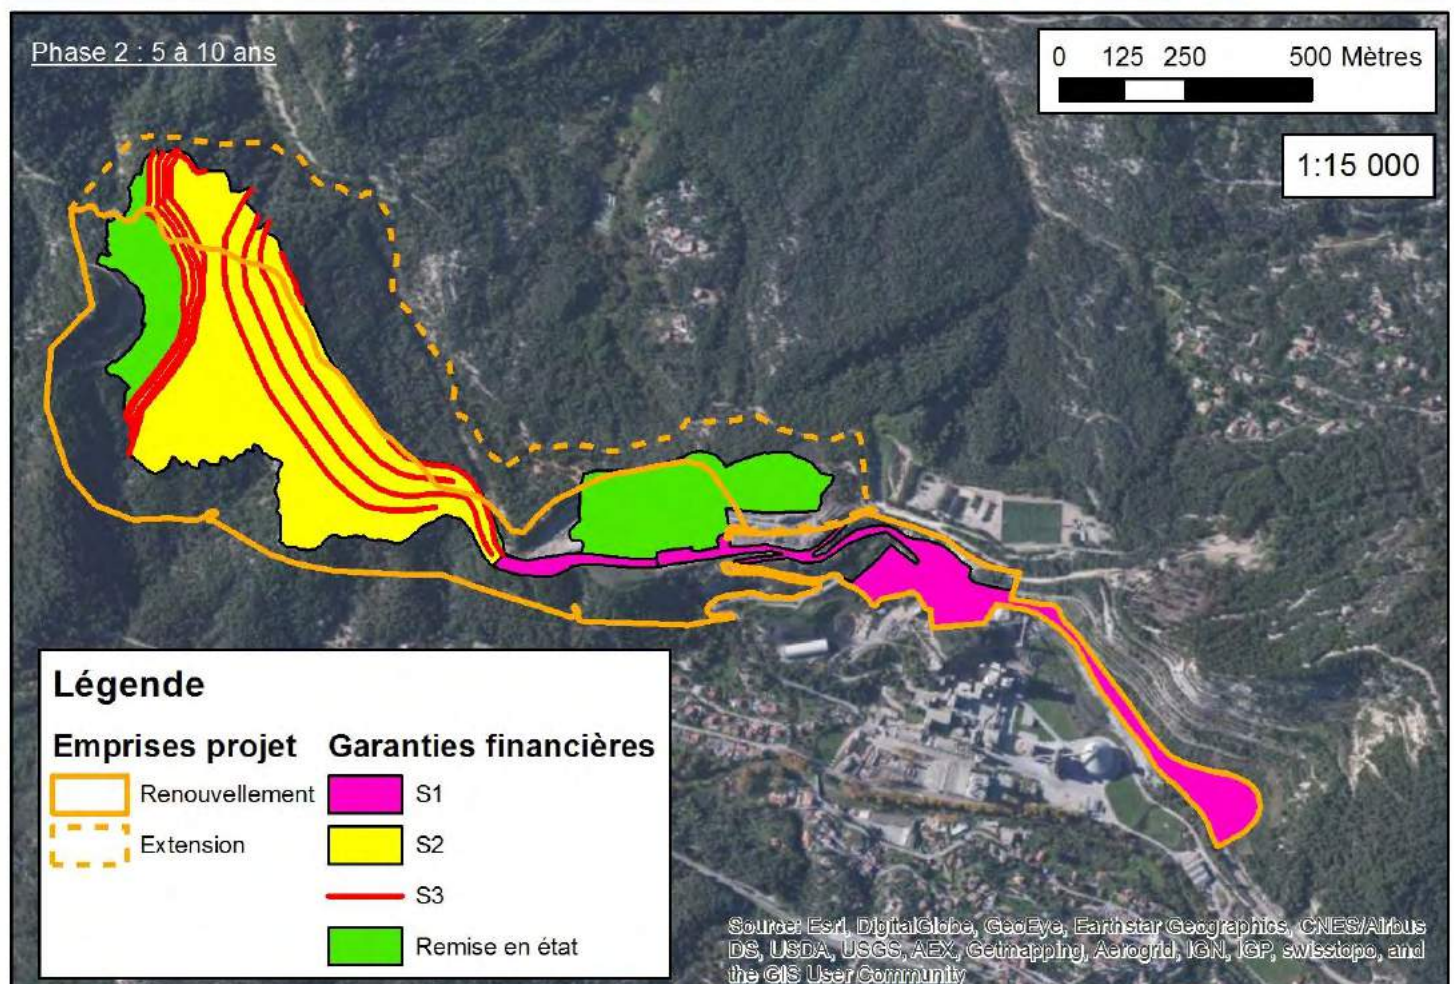 Phase 2 : 5 à 10 ans
0 125 250 500 Mètres
1:15 000
Légende
Emprises projet
Renouvellement
Extension
Garanties financières
S1
S2
S3
Remise en état
Source: Esri, DigitalGlobe, GeoEye, Earthstar Geographics, CNES/Airbus
DS, USDA, USGS, AEX, Getmapping, Aerogrid, IGN, IGP, swisstopo, and
the GIS User Community